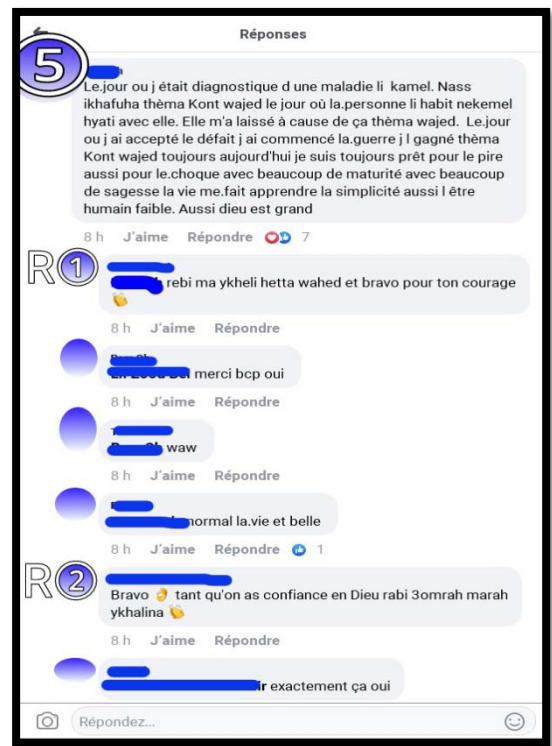 Réponses
5
Le.jour ou j était diagnostique d une maladie li kamel. Nass
ikhafuha thèma Kont wajed le jour où la.personne li habit nekemel
hyati avec elle. Elle m'a laissé à cause de ça thèma wajed. Le.jour
ou j ai accepté le défait j ai commencé la.guerre j l gagné thèma
Kont wajed toujours aujourd'hui je suis toujours prêt pour le pire
aussi pour le.choque avec beaucoup de maturité avec beaucoup
de sagesse la vie me.fait apprendre la simplicité aussi l être
humain faible. Aussi dieu est grand
8 h J'aime Répondre 7
R1
rebi ma ykheli hetta wahed et bravo pour ton courage
👏
8 h J'aime Répondre
merci bcp oui
8 h J'aime Répondre
waw
8 h J'aime Répondre
normal la.vie et belle
8 h J'aime Répondre 1
R2
Bravo 👌 tant qu'on as confiance en Dieu rabi 3omrah marah
ykhalina 👏
8 h J'aime Répondre
exactement ça oui
Répondez...